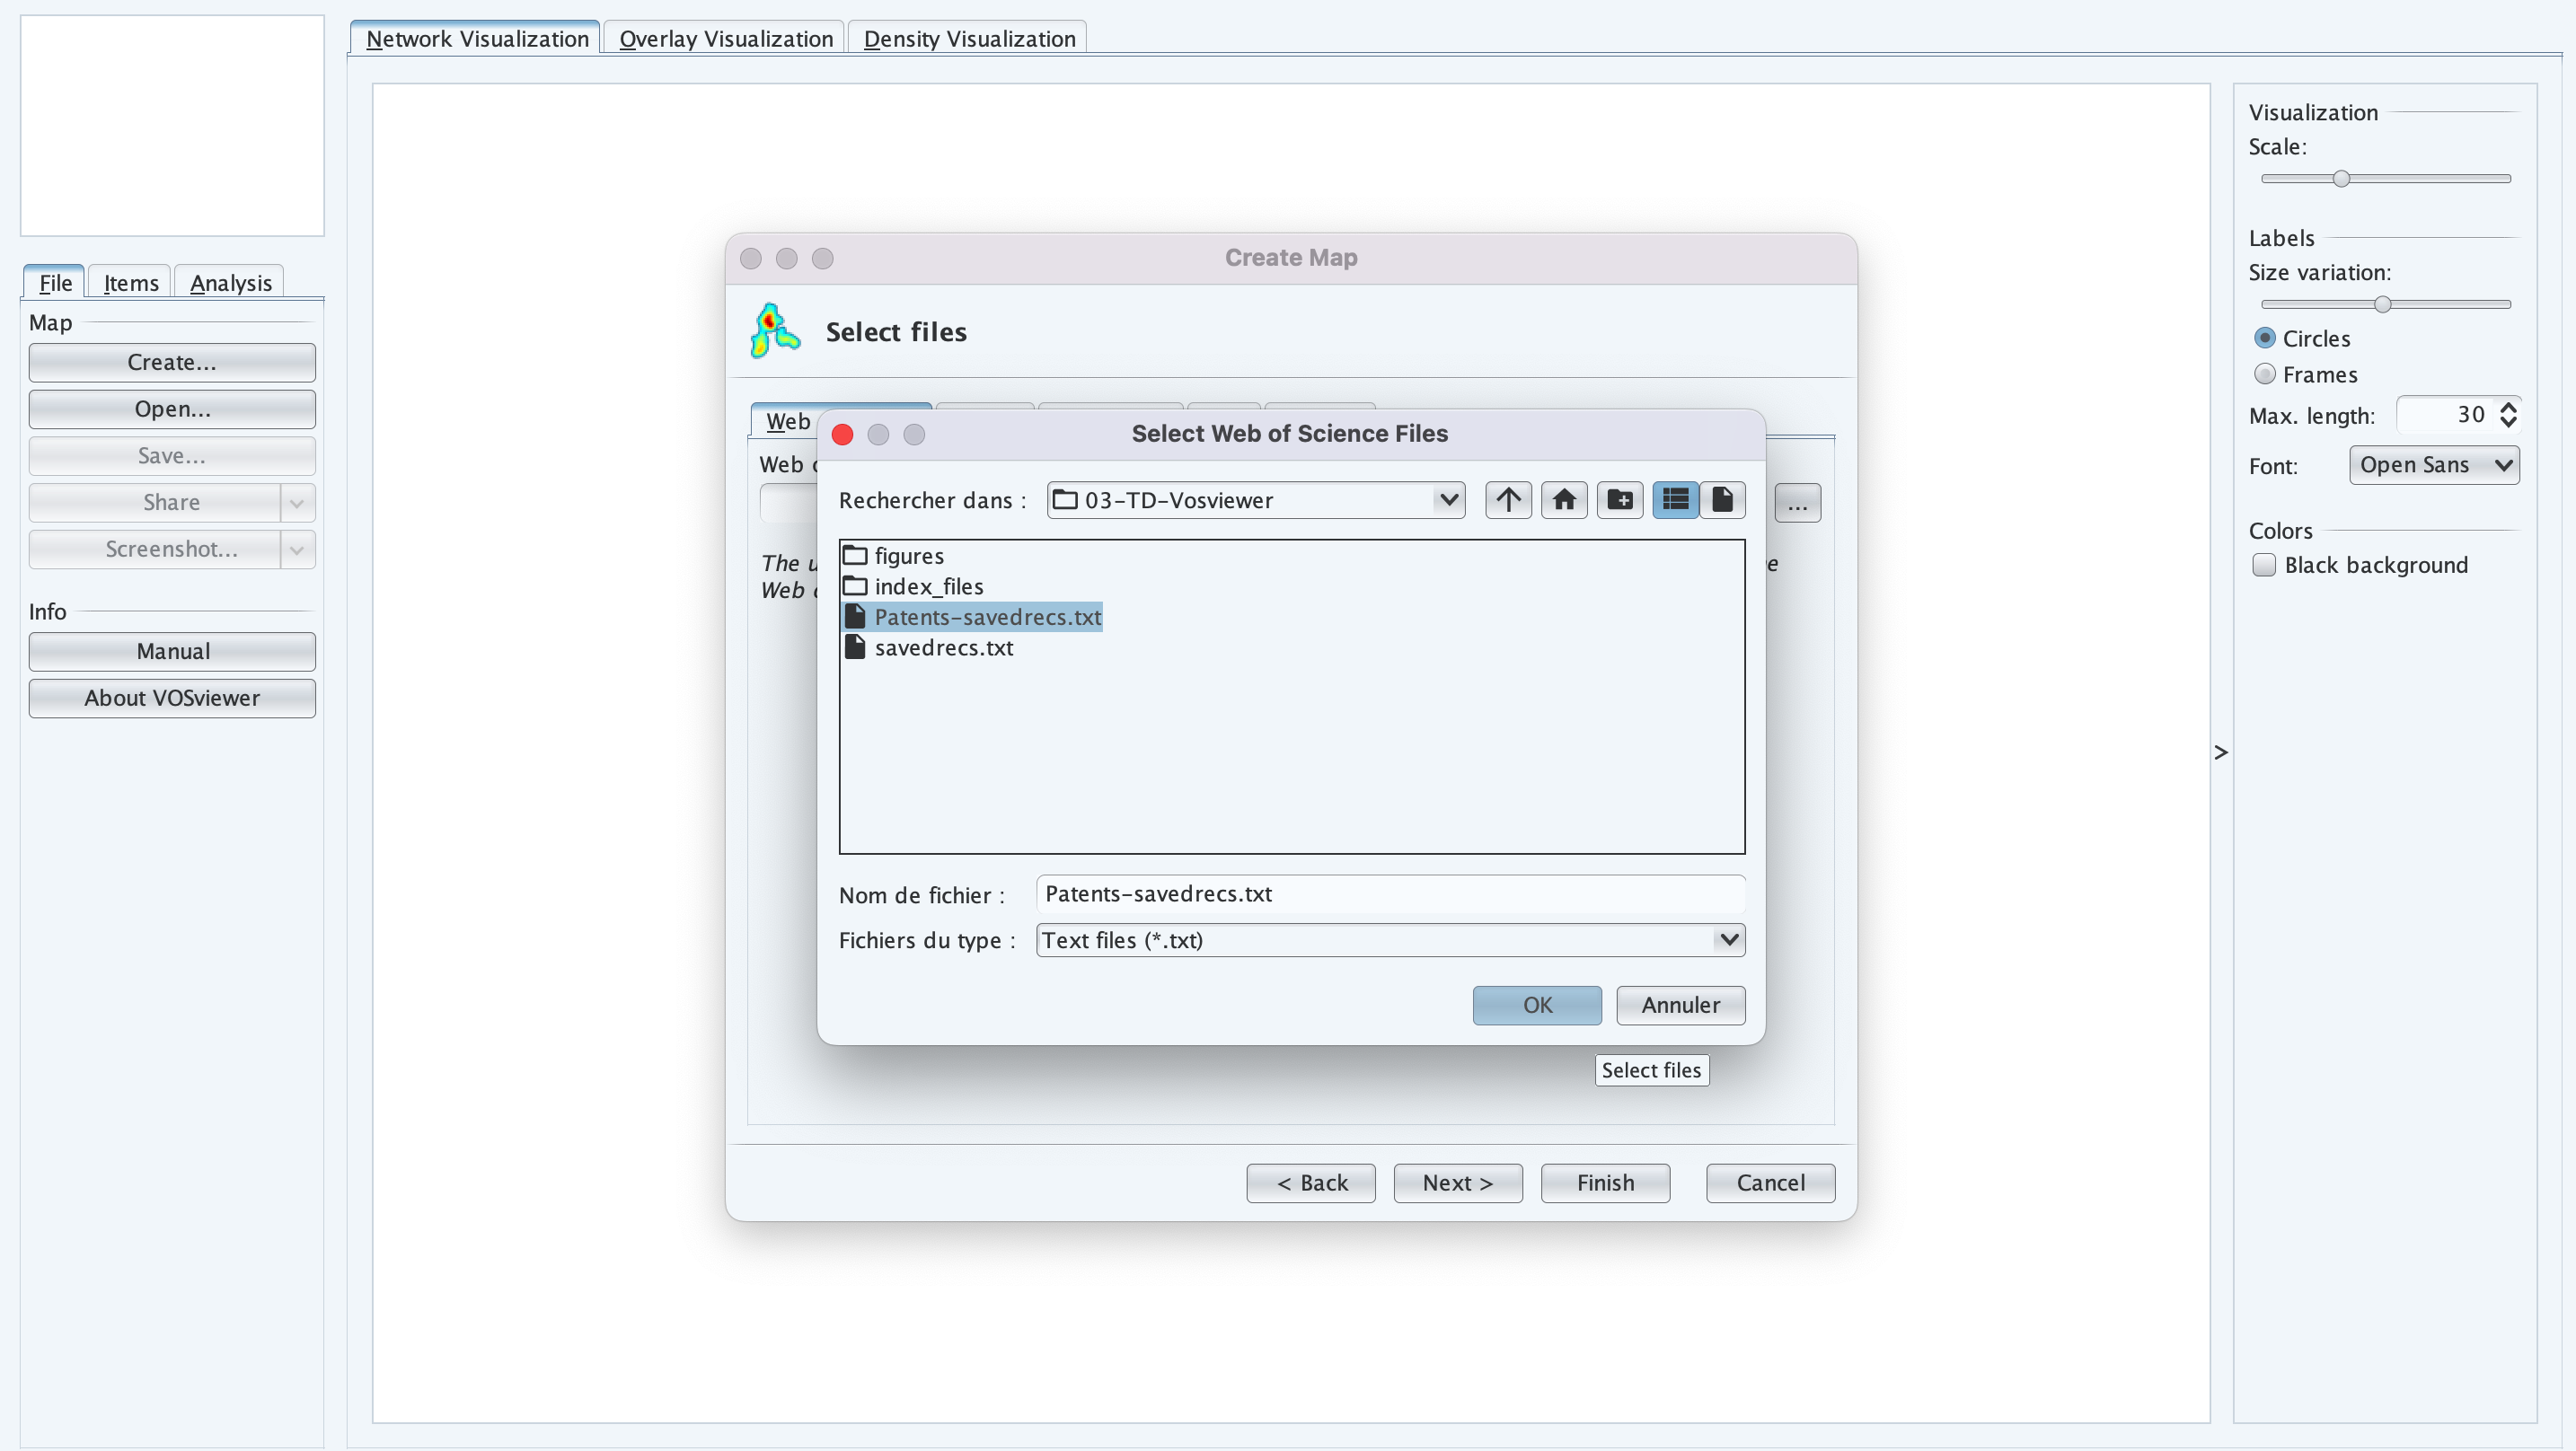 Network Visualization
Overlay Visualization
Density Visualization
File
Items
Analysis
Map
Create...
Open...
Save...
Share
Screenshot...
Info
Manual
About VOSviewer
Create Map
Select files
Web
Web
...
The
e
Web
Select Web of Science Files
Rechercher dans :
03-TD-Vosviewer
figures
index_files
Patents-savedrecs.txt
savedrecs.txt
Nom de fichier :
Patents-savedrecs.txt
Fichiers du type :
Text files (*.txt)
OK
Annuler
Select files
< Back
Next >
Finish
Cancel
>
Visualization
Scale:
Labels
Size variation:
Circles
Frames
Max. length:
30
Font:
Open Sans
Colors
Black background